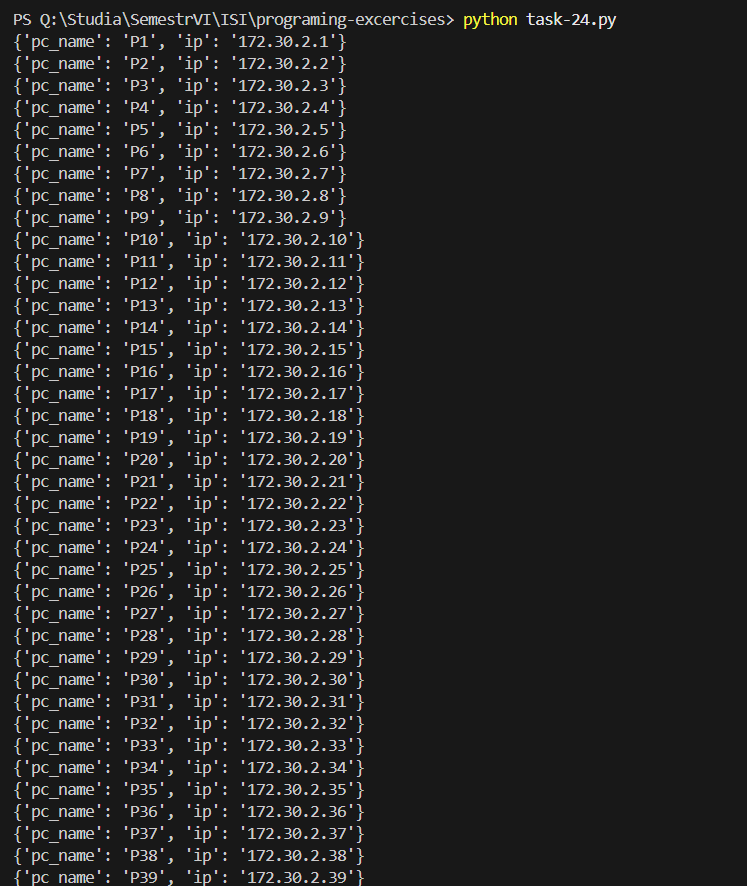 PS Q:\Studia\SemestrVI\ISI\programing-excercises> python task-24.py
{'pc_name': 'P1', 'ip': '172.30.2.1'}
{'pc_name': 'P2', 'ip': '172.30.2.2'}
{'pc_name': 'P3', 'ip': '172.30.2.3'}
{'pc_name': 'P4', 'ip': '172.30.2.4'}
{'pc_name': 'P5', 'ip': '172.30.2.5'}
{'pc_name': 'P6', 'ip': '172.30.2.6'}
{'pc_name': 'P7', 'ip': '172.30.2.7'}
{'pc_name': 'P8', 'ip': '172.30.2.8'}
{'pc_name': 'P9', 'ip': '172.30.2.9'}
{'pc_name': 'P10', 'ip': '172.30.2.10'}
{'pc_name': 'P11', 'ip': '172.30.2.11'}
{'pc_name': 'P12', 'ip': '172.30.2.12'}
{'pc_name': 'P13', 'ip': '172.30.2.13'}
{'pc_name': 'P14', 'ip': '172.30.2.14'}
{'pc_name': 'P15', 'ip': '172.30.2.15'}
{'pc_name': 'P16', 'ip': '172.30.2.16'}
{'pc_name': 'P17', 'ip': '172.30.2.17'}
{'pc_name': 'P18', 'ip': '172.30.2.18'}
{'pc_name': 'P19', 'ip': '172.30.2.19'}
{'pc_name': 'P20', 'ip': '172.30.2.20'}
{'pc_name': 'P21', 'ip': '172.30.2.21'}
{'pc_name': 'P22', 'ip': '172.30.2.22'}
{'pc_name': 'P23', 'ip': '172.30.2.23'}
{'pc_name': 'P24', 'ip': '172.30.2.24'}
{'pc_name': 'P25', 'ip': '172.30.2.25'}
{'pc_name': 'P26', 'ip': '172.30.2.26'}
{'pc_name': 'P27', 'ip': '172.30.2.27'}
{'pc_name': 'P28', 'ip': '172.30.2.28'}
{'pc_name': 'P29', 'ip': '172.30.2.29'}
{'pc_name': 'P30', 'ip': '172.30.2.30'}
{'pc_name': 'P31', 'ip': '172.30.2.31'}
{'pc_name': 'P32', 'ip': '172.30.2.32'}
{'pc_name': 'P33', 'ip': '172.30.2.33'}
{'pc_name': 'P34', 'ip': '172.30.2.34'}
{'pc_name': 'P35', 'ip': '172.30.2.35'}
{'pc_name': 'P36', 'ip': '172.30.2.36'}
{'pc_name': 'P37', 'ip': '172.30.2.37'}
{'pc_name': 'P38', 'ip': '172.30.2.38'}
{'pc_name': 'P39', 'ip': '172.30.2.39'}